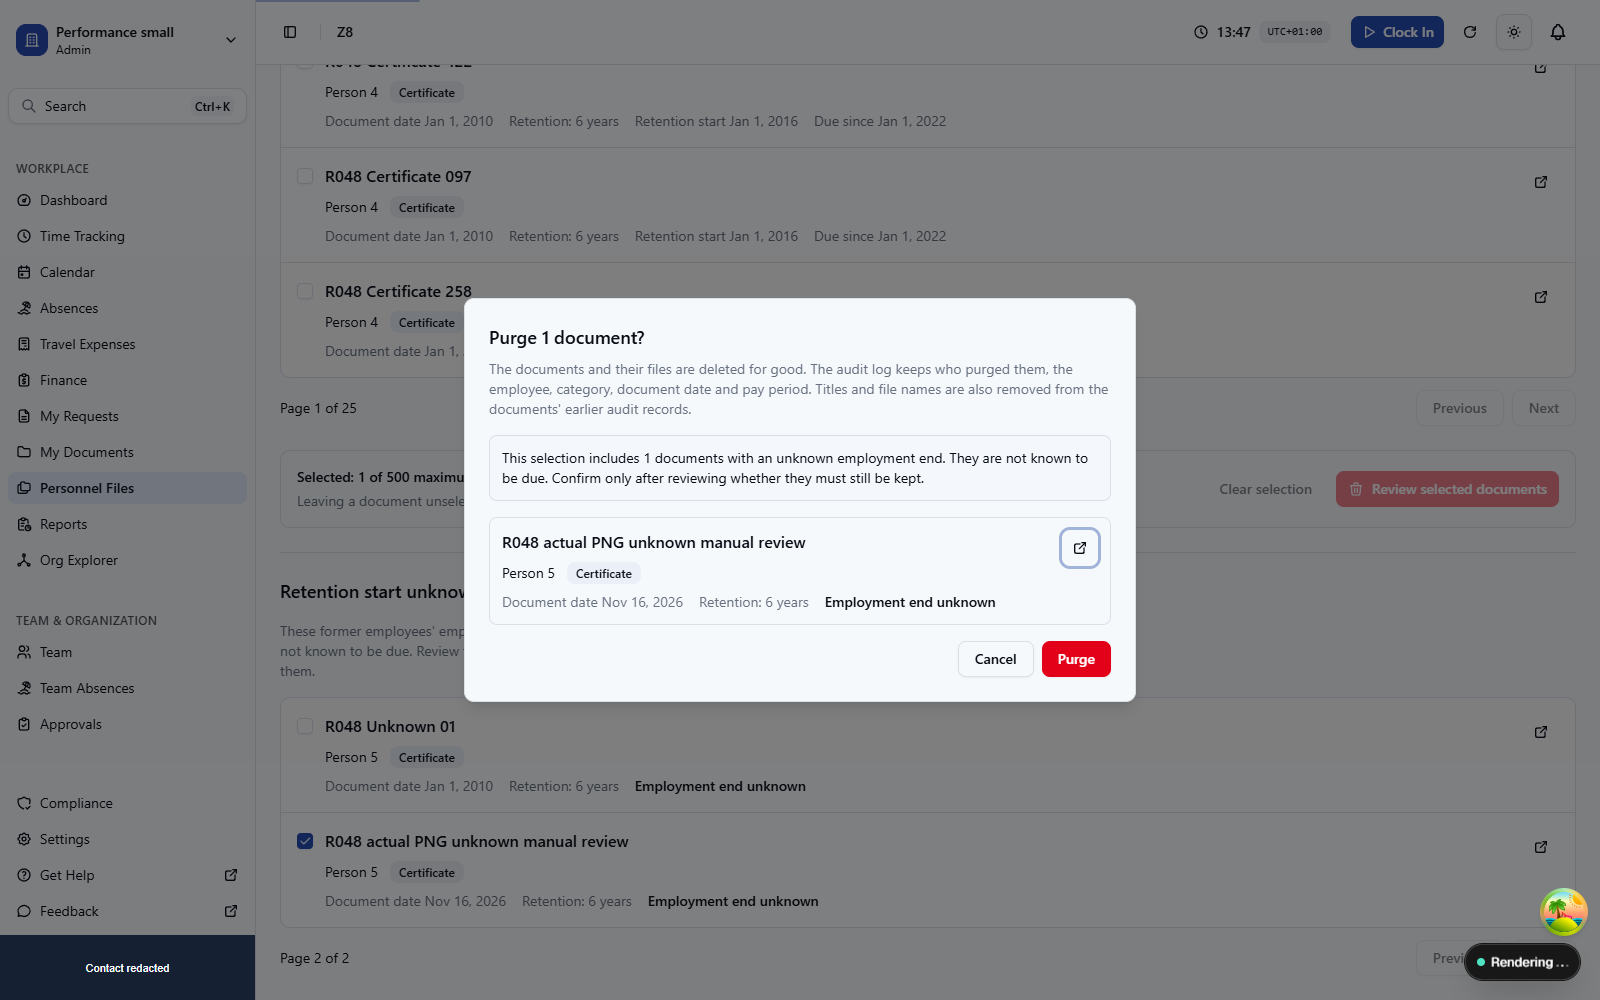 Performance small
Admin
Search
Ctrl+K
WORKPLACE
Dashboard
Time Tracking
Calendar
Absences
Travel Expenses
Finance
My Requests
My Documents
Personnel Files
Reports
Org Explorer
TEAM & ORGANIZATION
Team
Team Absences
Approvals
Compliance
Settings
Get Help
Feedback
Contact redacted
Z8
13:47
UTC+01:00
Clock In
Person 4
Certificate
Document date Jan 1, 2010
Retention: 6 years
Retention start Jan 1, 2016
Due since Jan 1, 2022
R048 Certificate 097
Person 4
Certificate
Document date Jan 1, 2010
Retention: 6 years
Retention start Jan 1, 2016
Due since Jan 1, 2022
R048 Certificate 258
Person 4
Certificate
Document date Jan 1,
Page 1 of 25
Previous
Next
Selected: 1 of 500 maximu
Leaving a document unsele
Clear selection
Review selected documents
Retention start unknow
These former employees' emp
not known to be due. Review
them.
Purge 1 document?
The documents and their files are deleted for good. The audit log keeps who purged them, the
employee, category, document date and pay period. Titles and file names are also removed from the
documents' earlier audit records.
This selection includes 1 documents with an unknown employment end. They are not known to
be due. Confirm only after reviewing whether they must still be kept.
R048 actual PNG unknown manual review
Person 5
Certificate
Document date Nov 16, 2026
Retention: 6 years
Employment end unknown
Cancel
Purge
R048 Unknown 01
Person 5
Certificate
Document date Jan 1, 2010
Retention: 6 years
Employment end unknown
R048 actual PNG unknown manual review
Person 5
Certificate
Document date Nov 16, 2026
Retention: 6 years
Employment end unknown
Page 2 of 2
Previ
Rendering ...